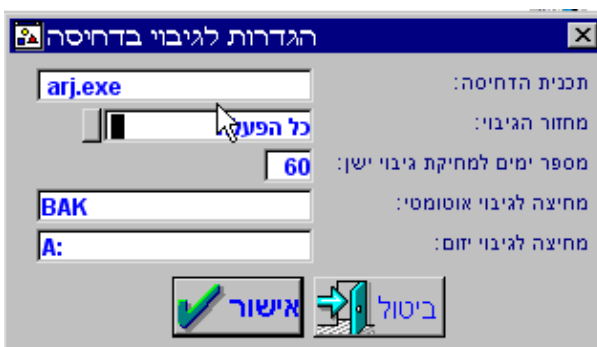 הגדרות לגיבוי בדחיסה
תכנית הדחיסה: arj.exe
מחזור הגיבוי: כל
מספר ימים למחיקת גיבוי ישן: 60
מחיצה לגיבוי אוטומטי: BAK
מחיצה לגיבוי יזום: A:
אישור ביטול